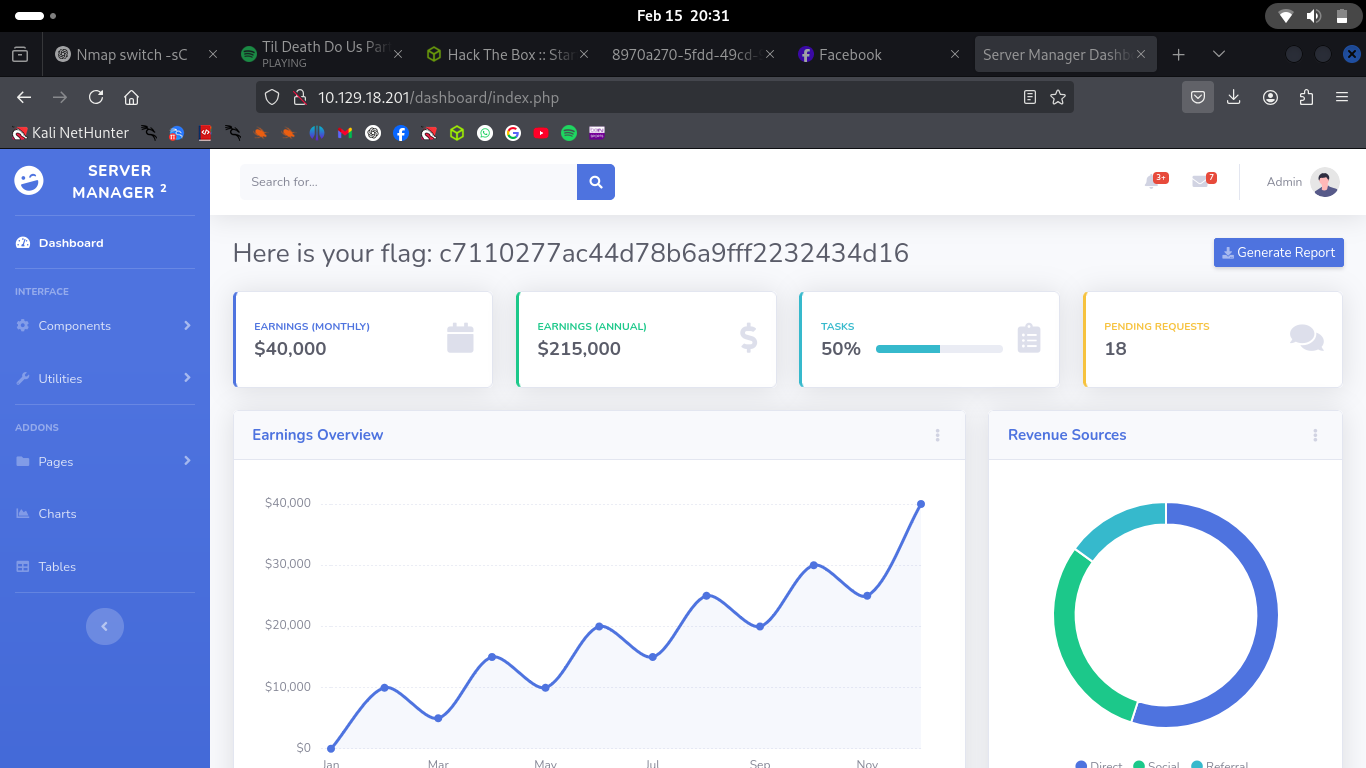 Feb 15 20:31
Nmap switch -sC
Til Death Do Us Par
PLAYING
Hack The Box :: Star
8970a270-5fdd-49cd-
Facebook
Server Manager Dashb
10.129.18.201/dashboard/index.php
Kali NetHunter
SERVER
MANAGER 2
Search for...
3+
7
Admin
Dashboard
Here is your flag: c7110277ac44d78b6a9fff2232434d16
Generate Report
INTERFACE
Components
Utilities
ADDONS
Pages
Charts
Tables
EARNINGS (MONTHLY)
$40,000
EARNINGS (ANNUAL)
$215,000
TASKS
50%
PENDING REQUESTS
18
Earnings Overview
$40,000
$30,000
$20,000
$10,000
$0
Jan Mar May Jul Sep Nov
Revenue Sources
Direct Social Referral